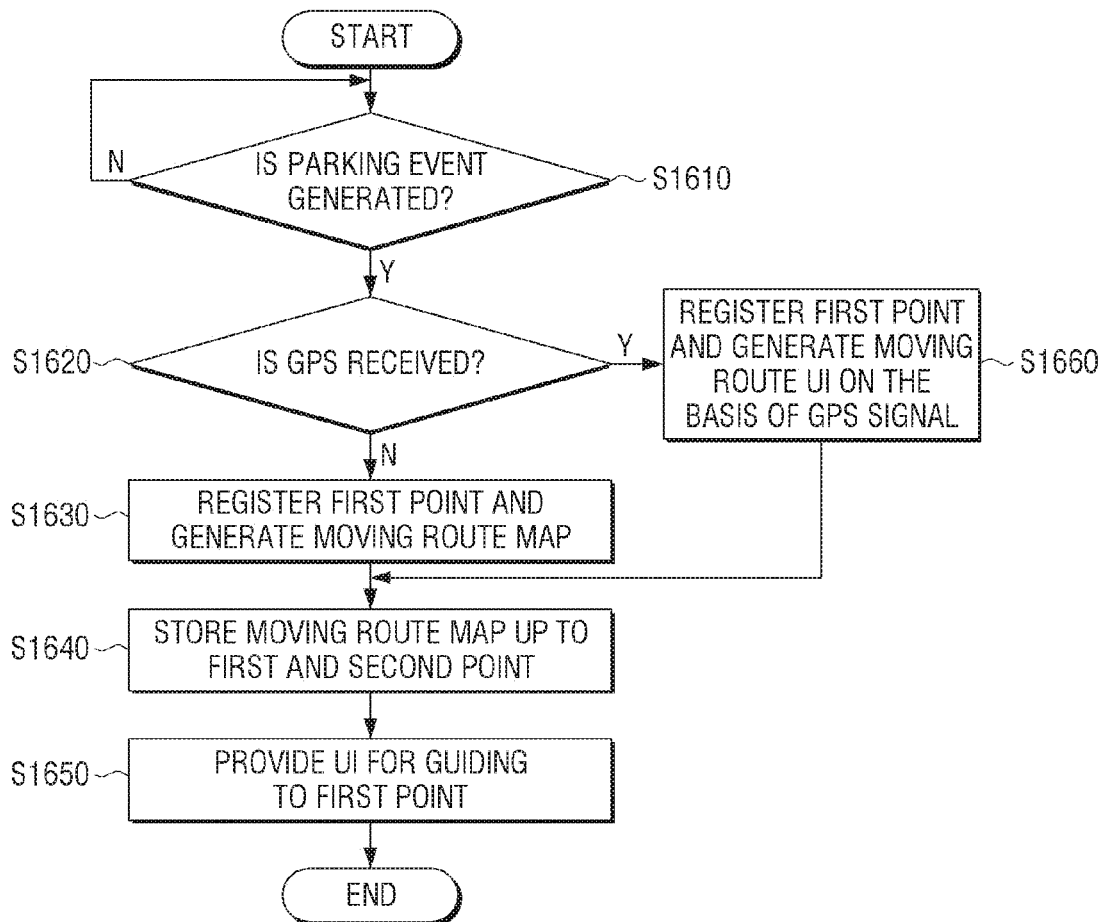 START
N
IS PARKING EVENT
GENERATED?
S1610
Y
S1620
IS GPS RECEIVED?
Y
REGISTER FIRST POINT
AND GENERATE MOVING
ROUTE UI ON THE
BASIS OF GPS SIGNAL
S1660
N
S1630
REGISTER FIRST POINT AND
GENERATE MOVING ROUTE MAP
S1640
STORE MOVING ROUTE MAP UP TO
FIRST AND SECOND POINT
S1650
PROVIDE UI FOR GUIDING
TO FIRST POINT
END